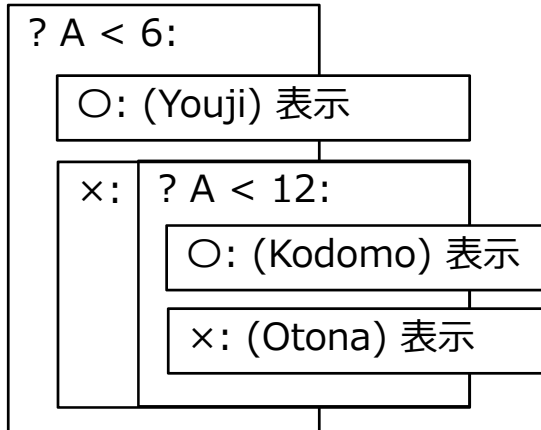 ? A < 6:
〇: (Youji) 表示
×: ? A < 12:
〇: (Kodomo) 表示
×: (Otona) 表示